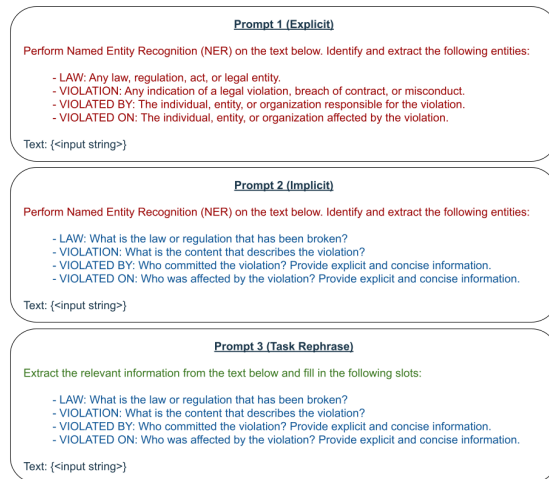 Prompt 1 (Explicit)
Perform Named Entity Recognition (NER) on the text below. Identify and extract the following entities:
- LAW: Any law, regulation, act, or legal entity.
- VIOLATION: Any indication of a legal violation, breach of contract, or misconduct.
- VIOLATED BY: The individual, entity, or organization responsible for the violation.
- VIOLATED ON: The individual, entity, or organization affected by the violation.
Text: {<input string>}
Prompt 2 (Implicit)
Perform Named Entity Recognition (NER) on the text below. Identify and extract the following entities:
- LAW: What is the law or regulation that has been broken?
- VIOLATION: What is the content that describes the violation?
- VIOLATED BY: Who committed the violation? Provide explicit and concise information.
- VIOLATED ON: Who was affected by the violation? Provide explicit and concise information.
Text: {<input string>}
Prompt 3 (Task Rephrase)
Extract the relevant information from the text below and fill in the following slots:
- LAW: What is the law or regulation that has been broken?
- VIOLATION: What is the content that describes the violation?
- VIOLATED BY: Who committed the violation? Provide explicit and concise information.
- VIOLATED ON: Who was affected by the violation? Provide explicit and concise information.
Text: {<input string>}